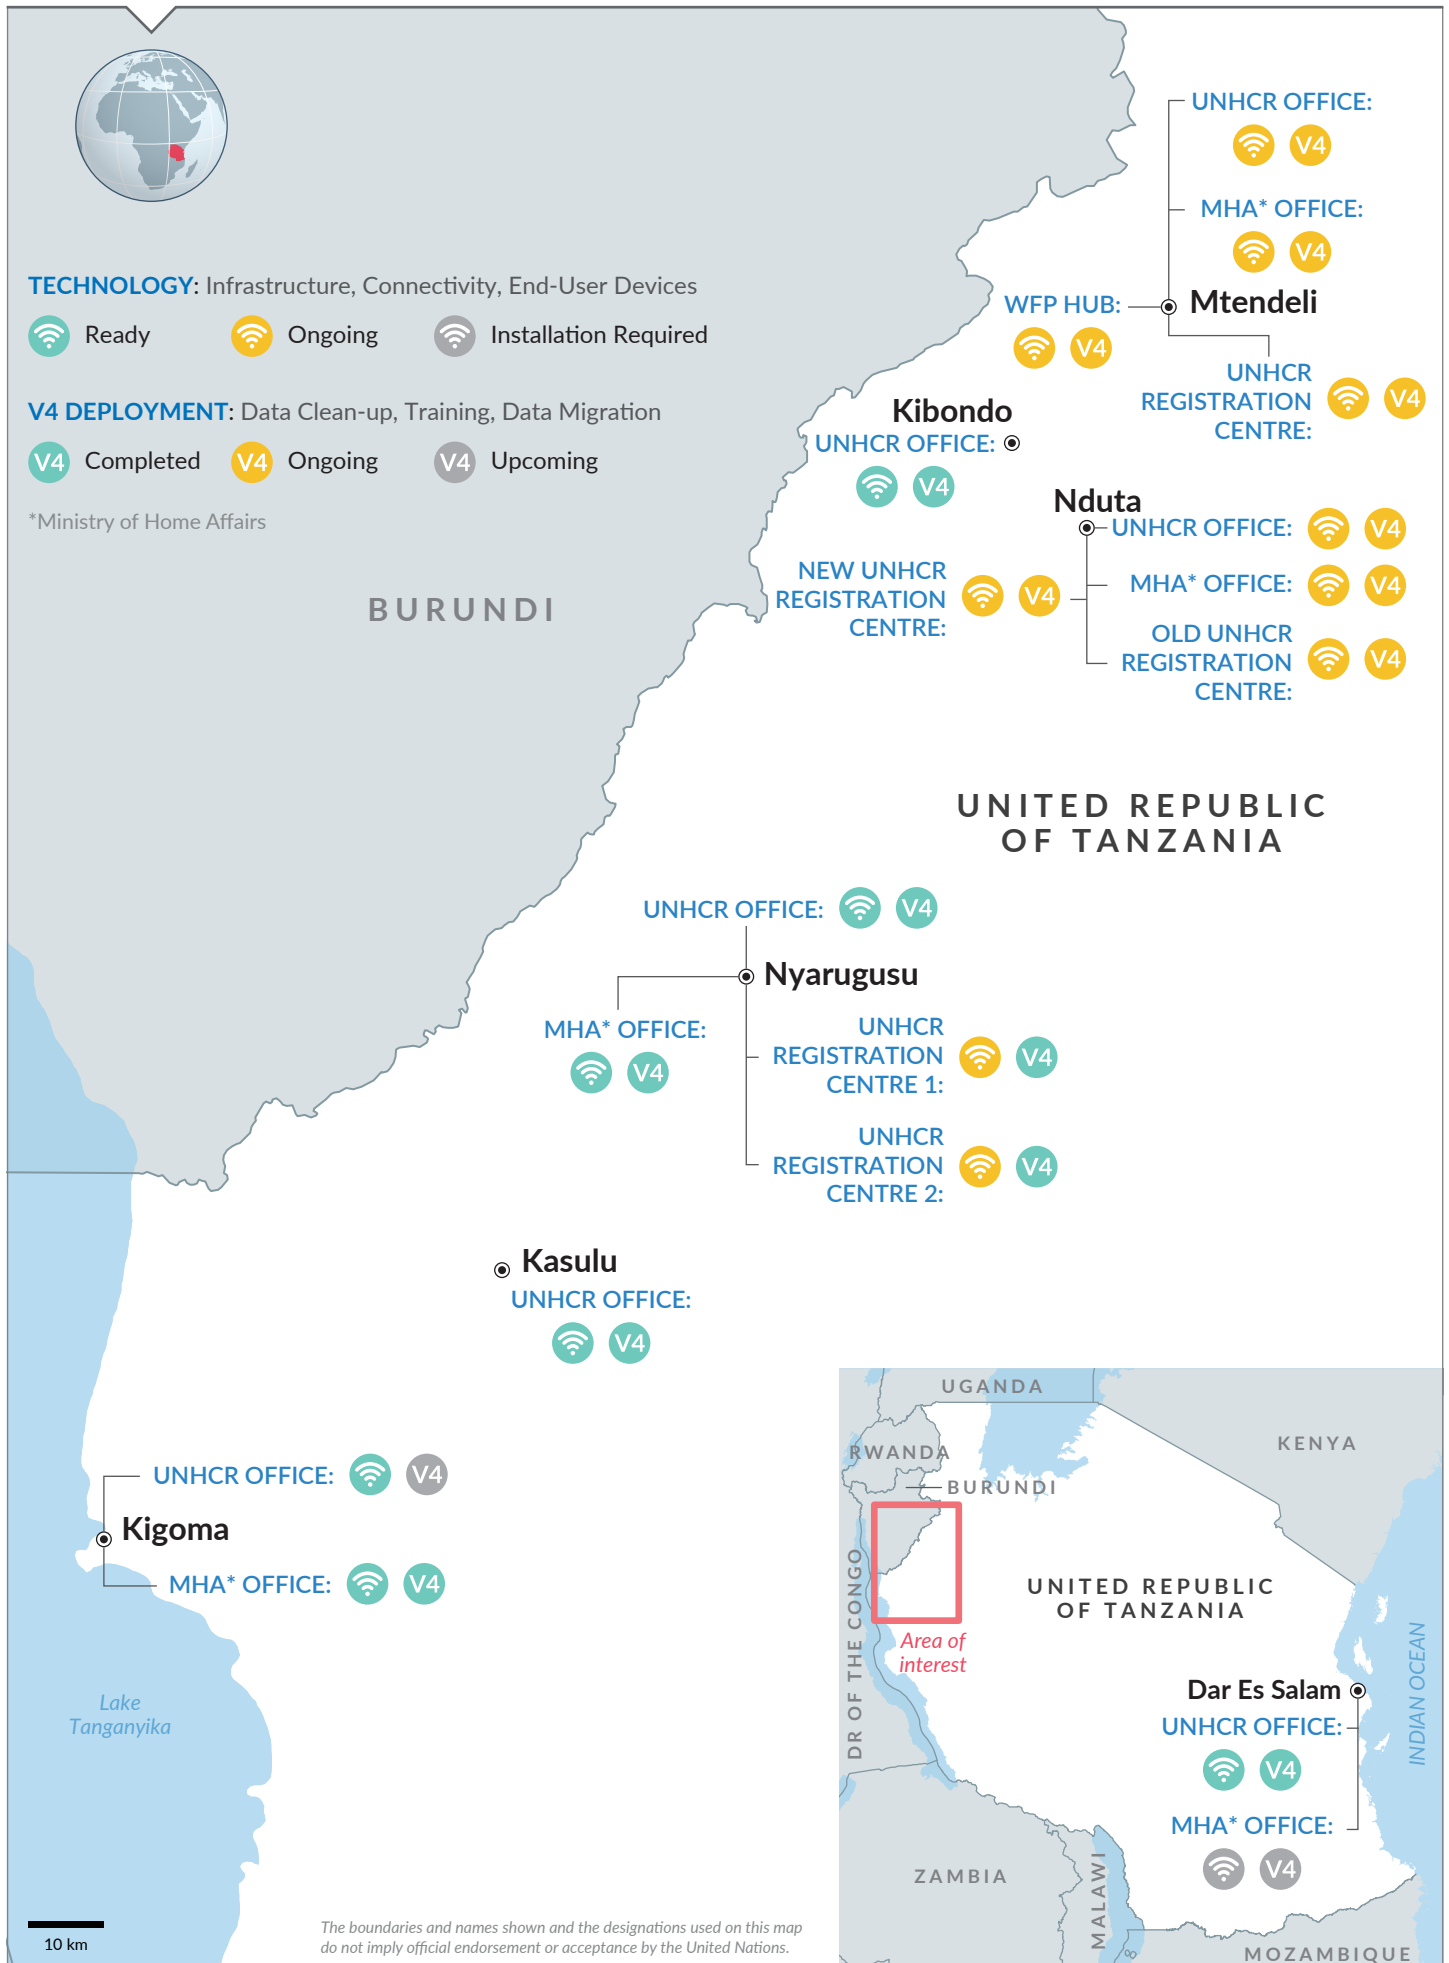 TECHNOLOGY: Infrastructure, Connectivity, End-User Devices
Ready
Ongoing
Installation Required
V4 DEPLOYMENT: Data Clean-up, Training, Data Migration
V4 Completed
V4 Ongoing
V4 Upcoming
*Ministry of Home Affairs
BURUNDI
UNHCR OFFICE:
V4
MHA* OFFICE:
V4
WFP HUB:
V4
Mtendeli
UNHCR
REGISTRATION
CENTRE:
V4
Kibondo
UNHCR OFFICE:
V4
Nduta
UNHCR OFFICE:
V4
MHA* OFFICE:
V4
NEW UNHCR
REGISTRATION
CENTRE:
V4
OLD UNHCR
REGISTRATION
CENTRE:
V4
UNITED REPUBLIC
OF TANZANIA
UNHCR OFFICE:
V4
Nyarugusu
MHA* OFFICE:
V4
UNHCR
REGISTRATION
CENTRE 1:
V4
UNHCR
REGISTRATION
CENTRE 2:
V4
Kasulu
UNHCR OFFICE:
V4
UNHCR OFFICE:
V4
Kigoma
MHA* OFFICE:
V4
Lake
Tanganyika
10 km
The boundaries and names shown and the designations used on this map
do not imply official endorsement or acceptance by the United Nations.
UGANDA
KENYA
RWANDA
BURUNDI
DR OF THE CONGO
UNITED REPUBLIC
OF TANZANIA
Area of
interest
Dar Es Salam
UNHCR OFFICE:
V4
MHA* OFFICE:
V4
INDIAN OCEAN
ZAMBIA
MALAWI
MOZAMBIQUE